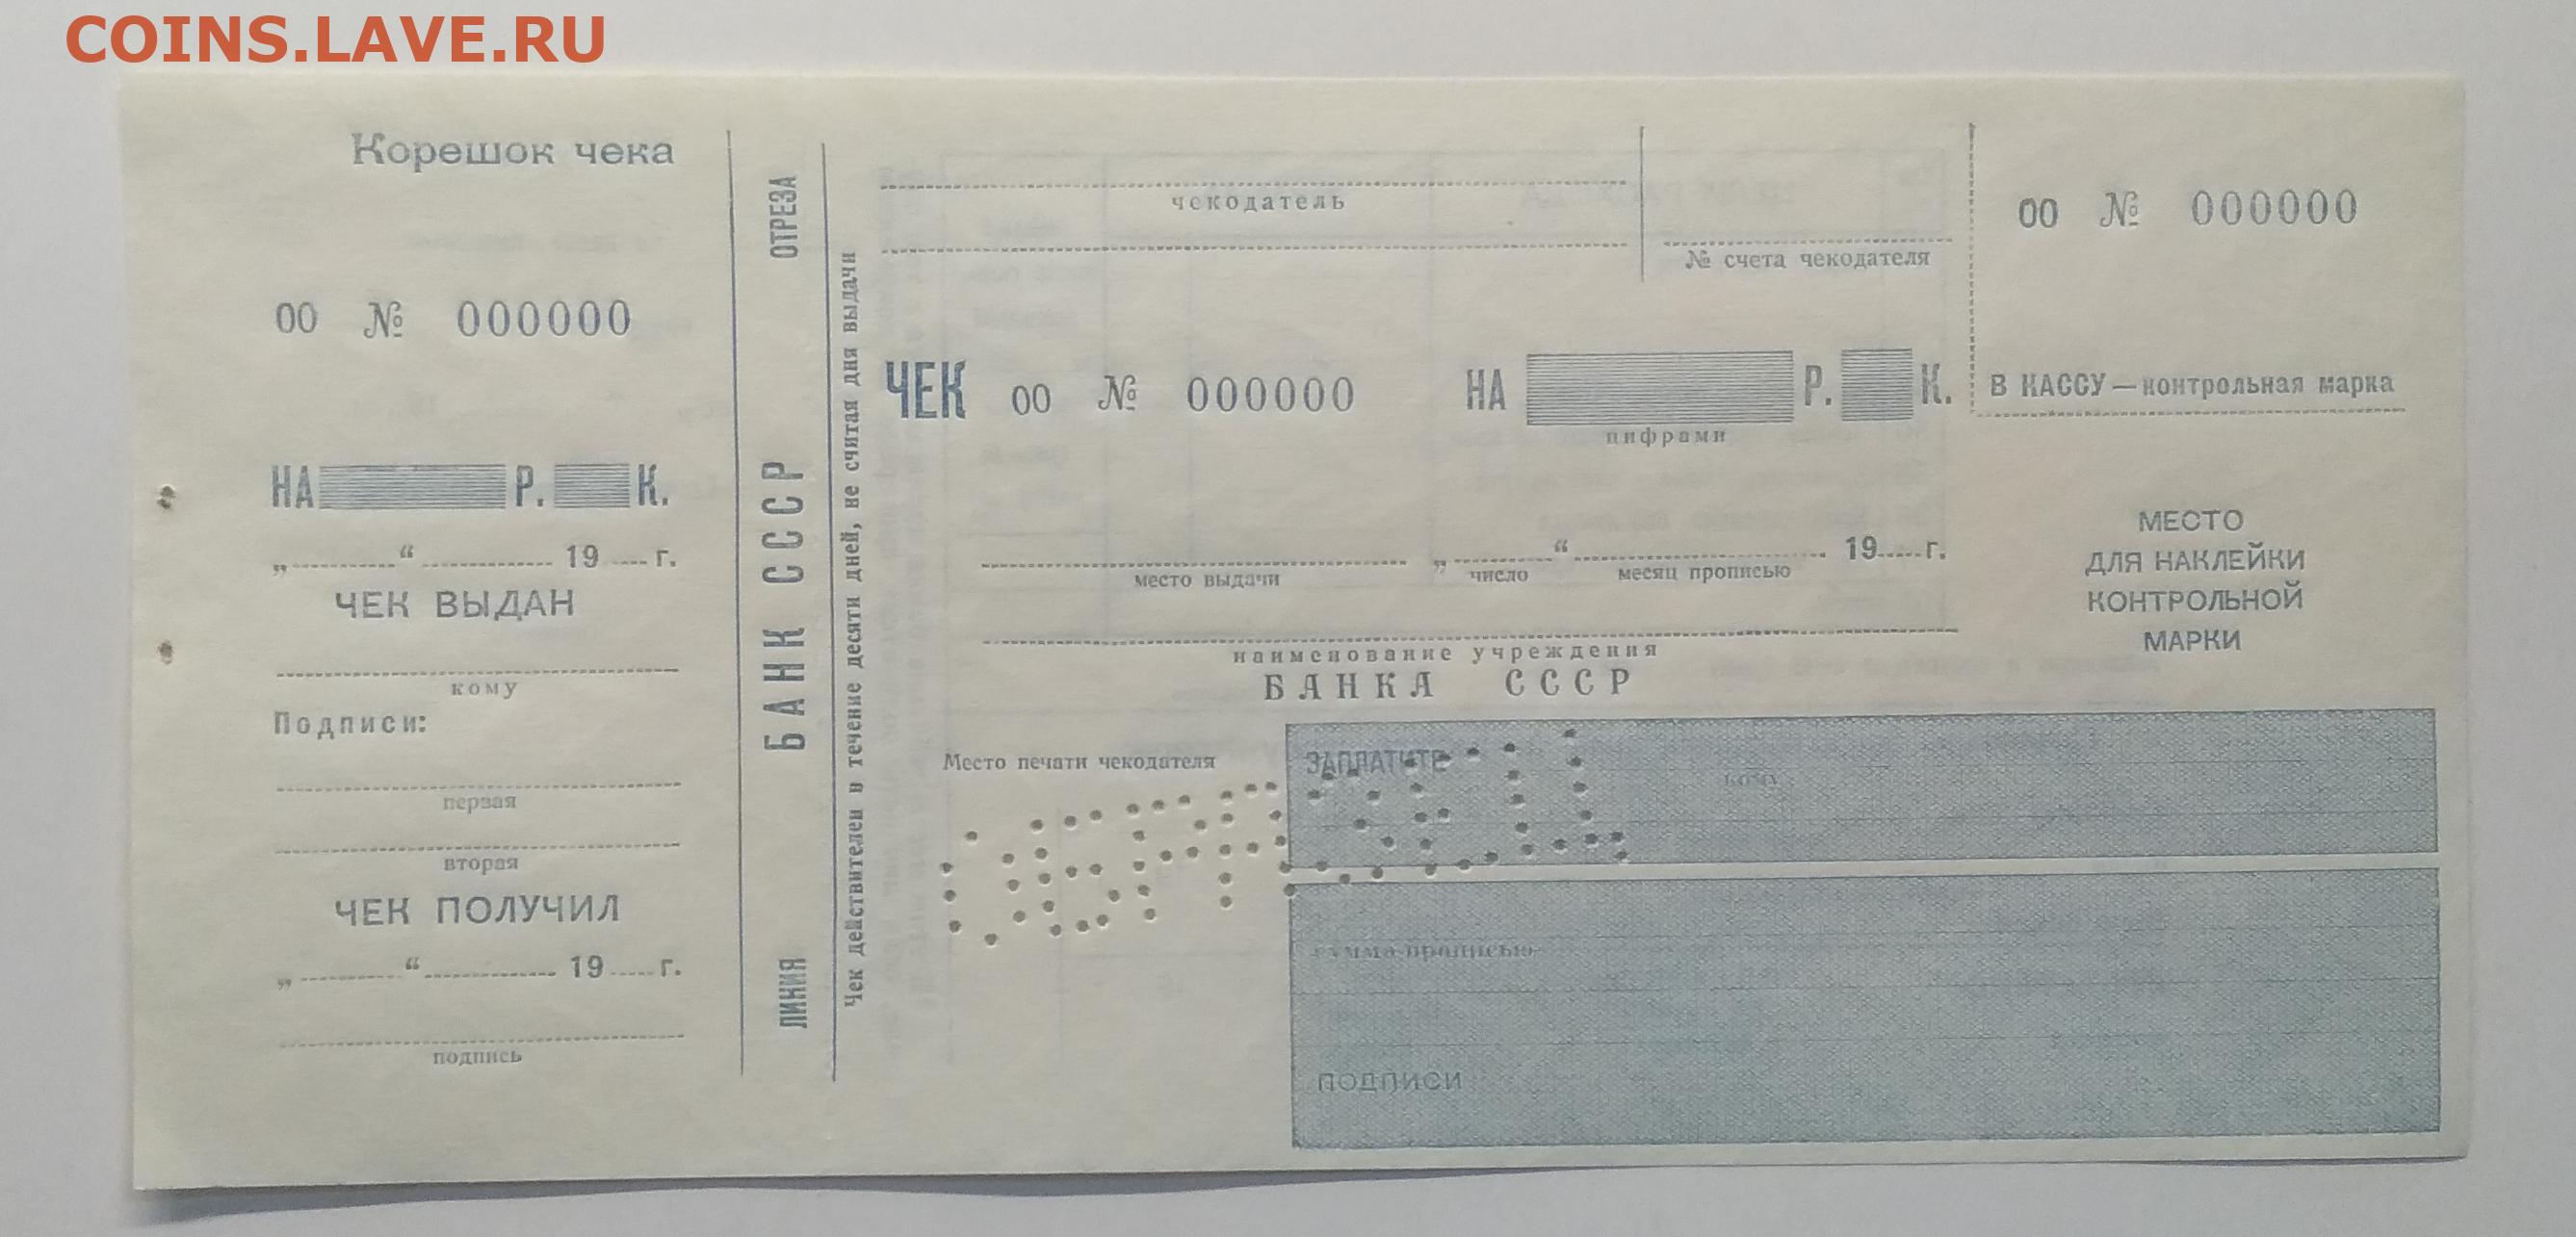 COINS.LAVE.RU
Корешок чека
00 № 000000
НА Р. К.
„ “ 19 г.
ЧЕК ВЫДАН
кому
Подписи:
первая
вторая
ЧЕК ПОЛУЧИЛ
„ “ 19 г.
подпись
ЛИНИЯ БАНК СССР ОТРЕЗА
Чек действителен в течение десяти дней, не считая дня выдачи
чекодатель
№ счета чекодателя
ЧЕК 00 № 000000 НА Р. К.
цифрами
место выдачи „ число “ месяц прописью 19 г.
наименование учреждения
БАНКА СССР
Место печати чекодателя
ОБРАЗЕЦ
ЗАПЛАТИТЕ
кому
сумма прописью
ПОДПИСИ
00 № 000000
В КАССУ — контрольная марка
МЕСТО
ДЛЯ НАКЛЕЙКИ
КОНТРОЛЬНОЙ
МАРКИ